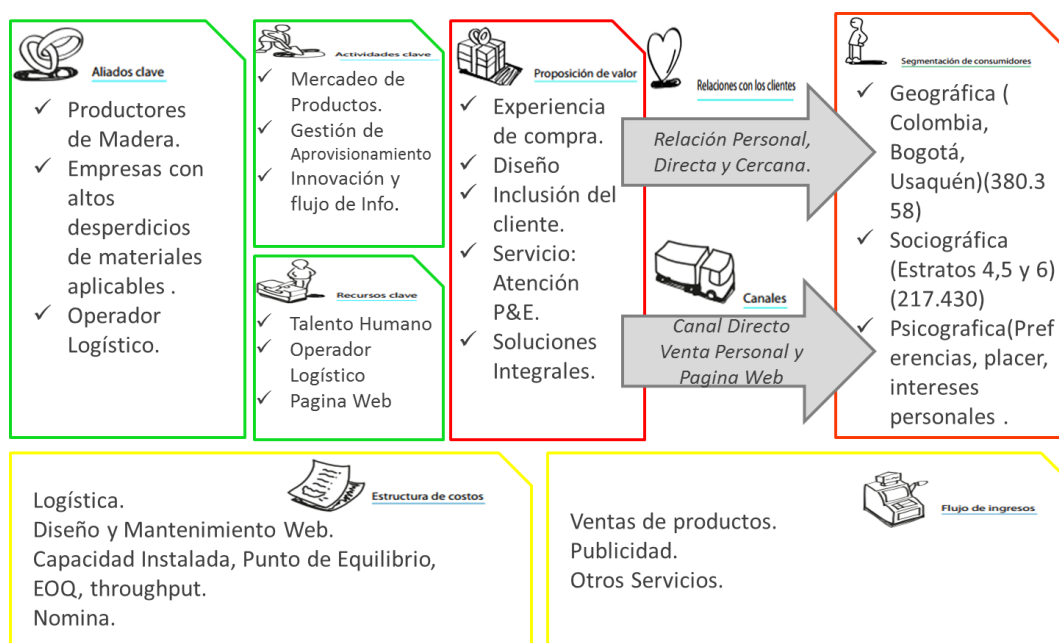 Aliados clave
Productores
de Madera.
Empresas con
altos
desperdicios
de materiales
aplicables .
Operador
Logístico.
Actividades clave
Mercadeo de
Productos.
Gestión de
Aprovisionamiento
Innovación y
flujo de Info.
Recursos clave
Talento Humano
Operador
Logístico
Pagina Web
Proposición de valor
Experiencia
de compra.
Diseño
Inclusión del
cliente.
Servicio:
Atención
P&E.
Soluciones
Integrales.
Relaciones con los clientes
Relación Personal,
Directa y Cercana.
Canales
Canal Directo
Venta Personal y
Pagina Web
Segmentación de consumidores
Geográfica (
Colombia,
Bogotá,
Usaquén)(380.3
58)
Sociográfica
(Estratos 4,5 y 6)
(217.430)
Psicografica(Pref
erencias, placer,
intereses
personales .
Estructura de costos
Logística.
Diseño y Mantenimiento Web.
Capacidad Instalada, Punto de Equilibrio,
EOQ, throughput.
Nomina.
Flujo de ingresos
Ventas de productos.
Publicidad.
Otros Servicios.